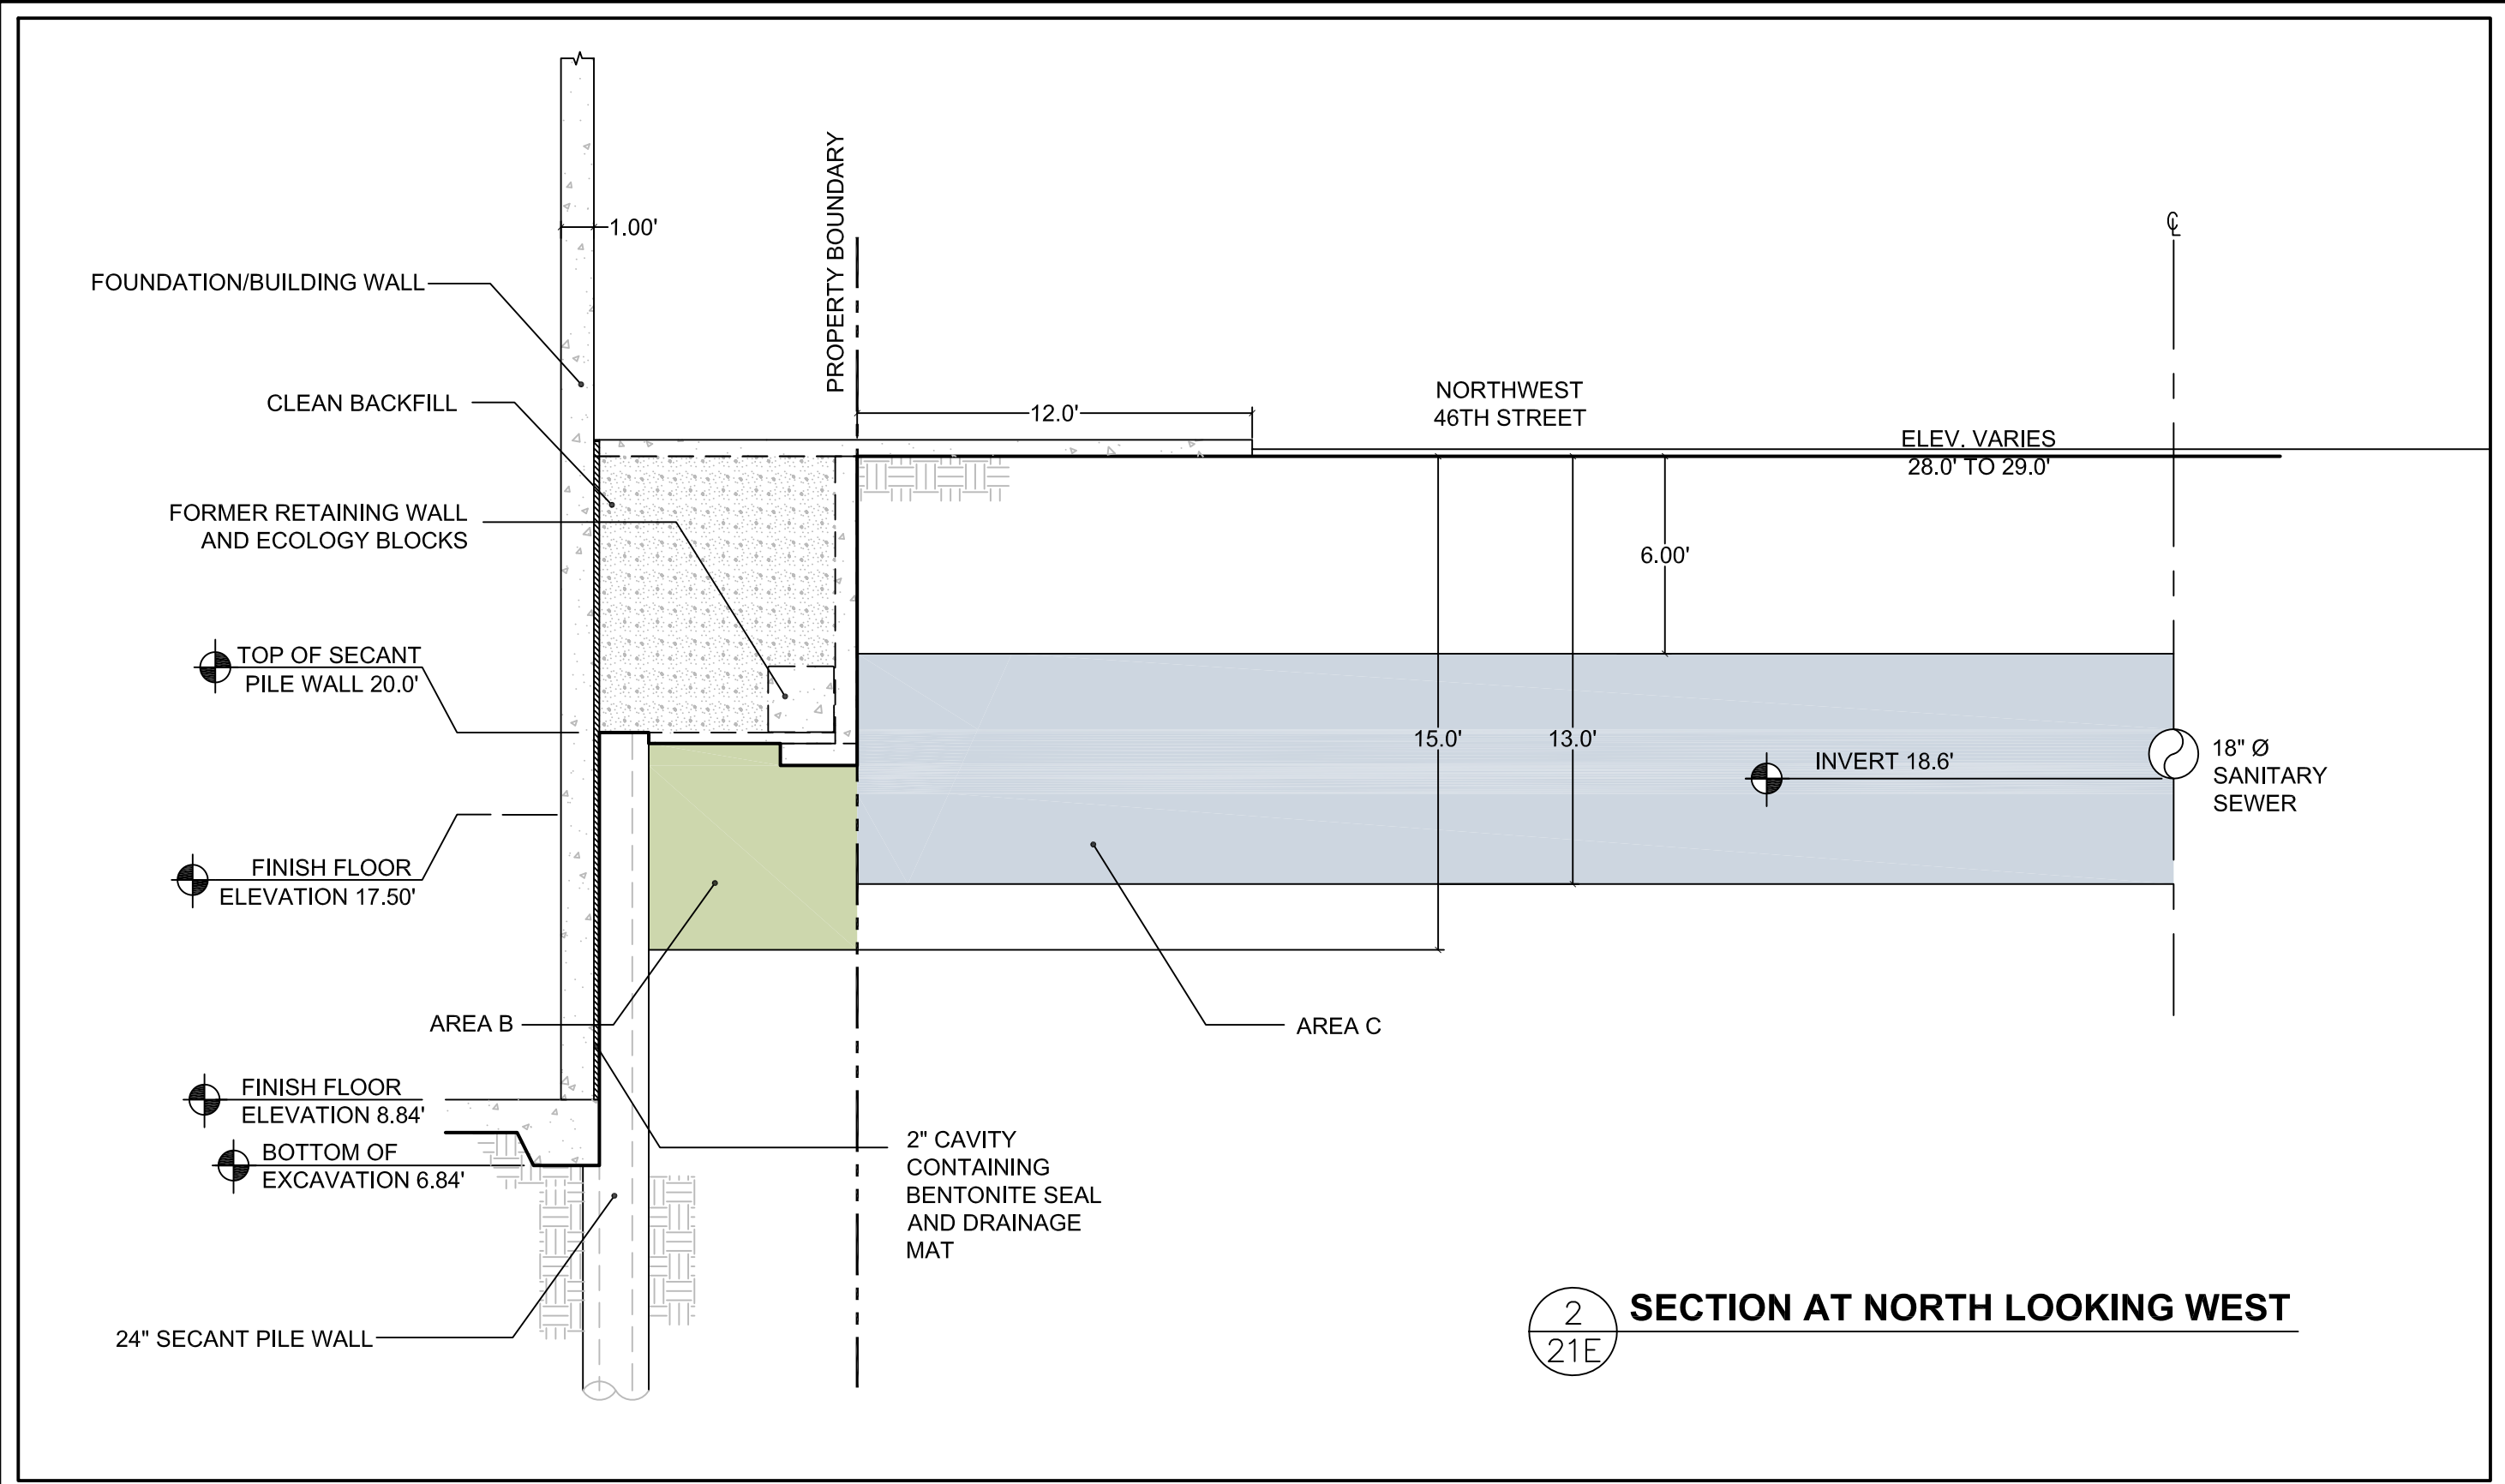 PROPERTY BOUNDARY
℄
1.00'
FOUNDATION/BUILDING WALL
CLEAN BACKFILL
12.0'
NORTHWEST
46TH STREET
ELEV. VARIES
28.0' TO 29.0'
FORMER RETAINING WALL
AND ECOLOGY BLOCKS
6.00'
TOP OF SECANT
PILE WALL 20.0'
15.0'
13.0'
INVERT 18.6'
18" Ø
SANITARY
SEWER
FINISH FLOOR
ELEVATION 17.50'
AREA B
AREA C
FINISH FLOOR
ELEVATION 8.84'
BOTTOM OF
EXCAVATION 6.84'
2" CAVITY
CONTAINING
BENTONITE SEAL
AND DRAINAGE
MAT
24" SECANT PILE WALL
2
21E
SECTION AT NORTH LOOKING WEST